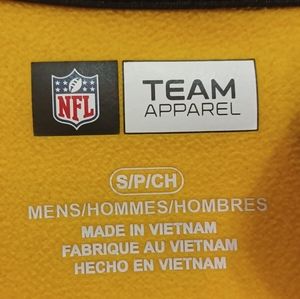 NFL
TEAM
APPAREL
S/P/CH
MENS/HOMMES/HOMBRES
MADE IN VIETNAM
FABRIQUE AU VIETNAM
HECHO EN VIETNAM